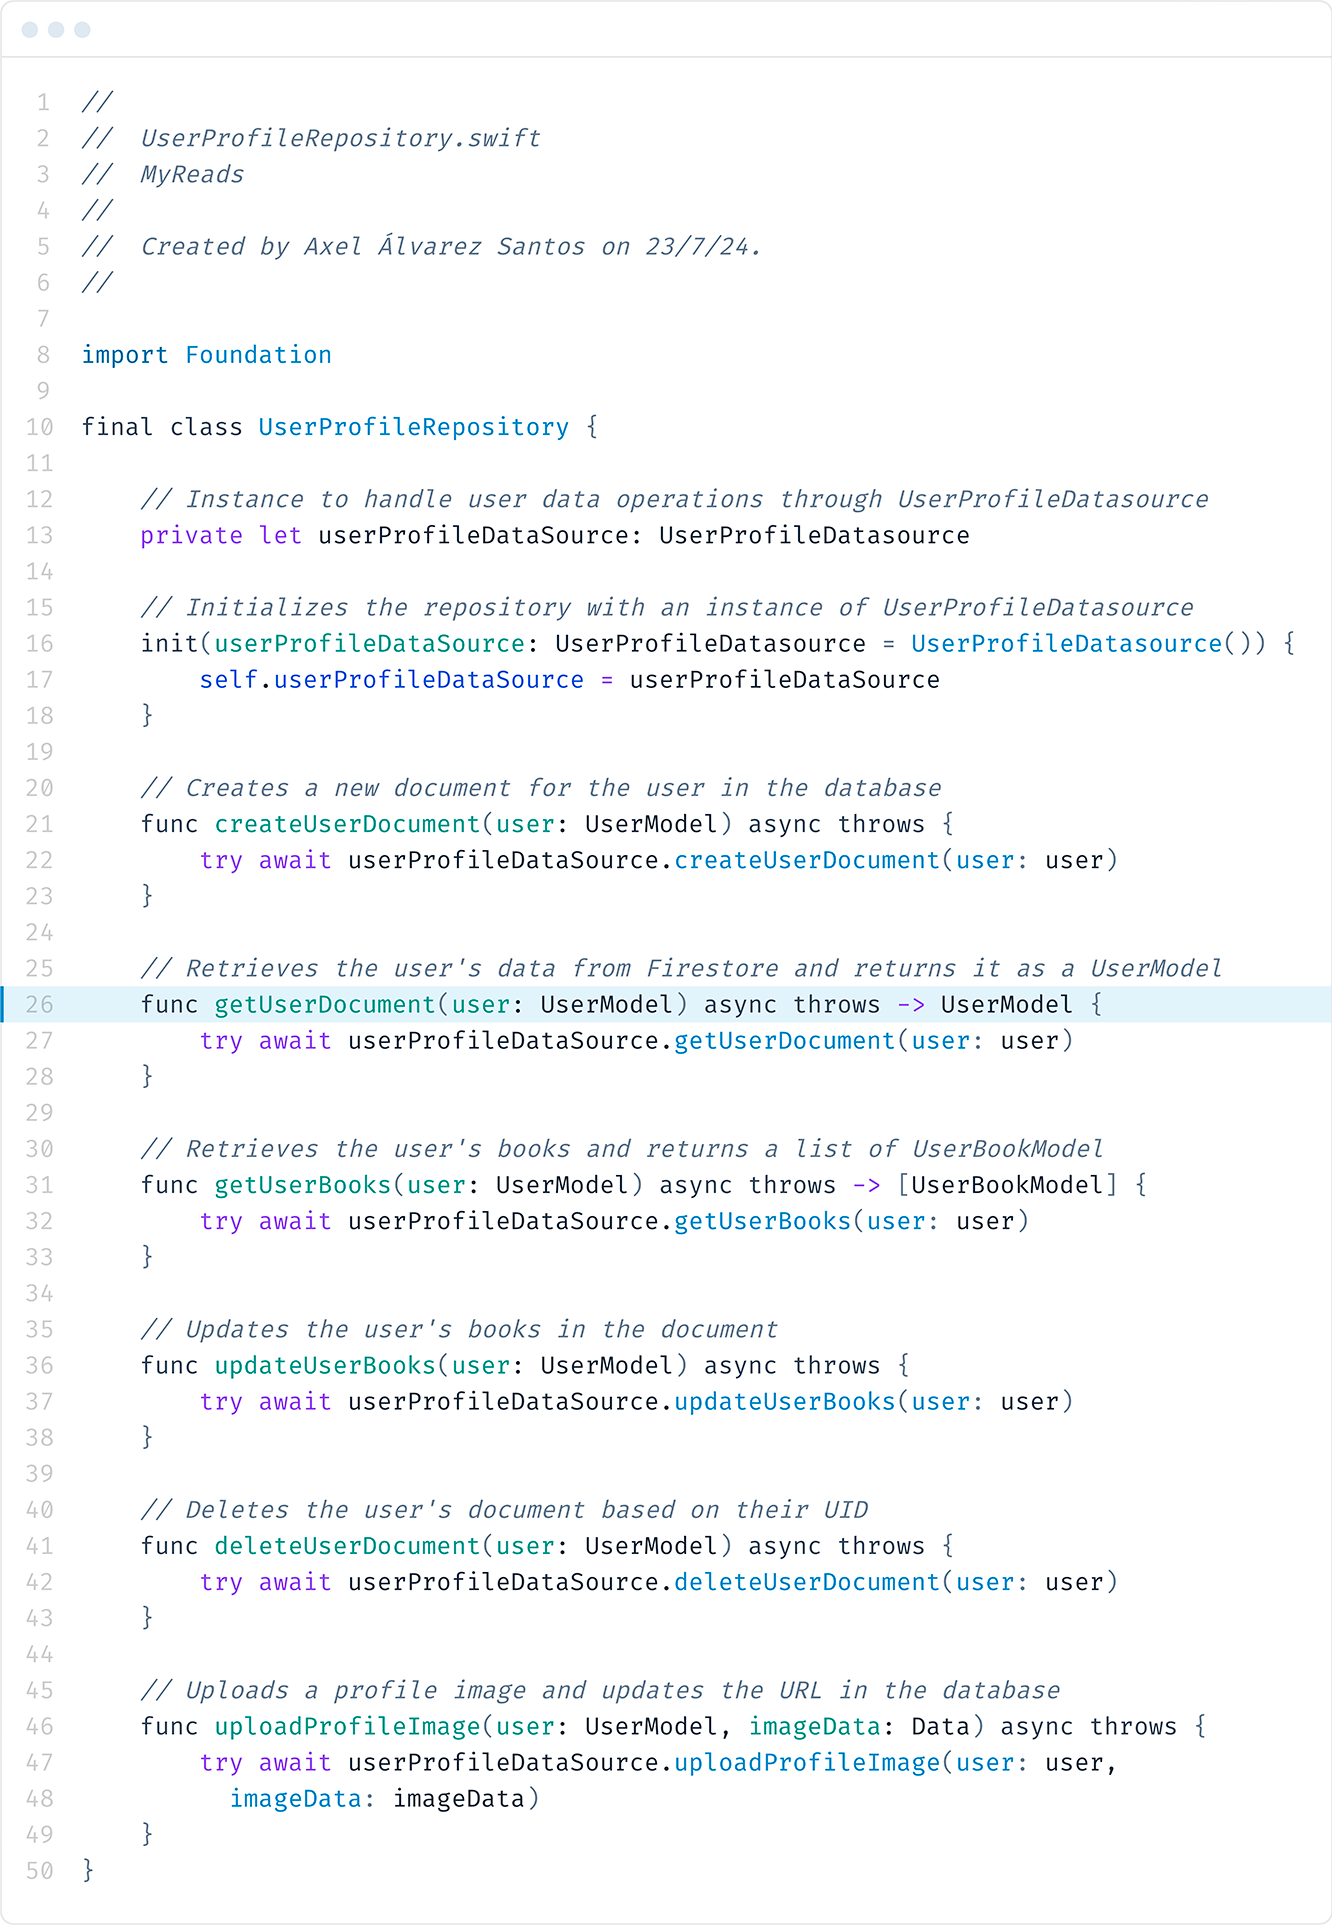 1 //
2 //  UserProfileRepository.swift
3 //  MyReads
4 //
5 //  Created by Axel Álvarez Santos on 23/7/24.
6 //
7
8 import Foundation
9
10 final class UserProfileRepository {
11
12     // Instance to handle user data operations through UserProfileDatasource
13     private let userProfileDataSource: UserProfileDatasource
14
15     // Initializes the repository with an instance of UserProfileDatasource
16     init(userProfileDataSource: UserProfileDatasource = UserProfileDatasource()) {
17         self.userProfileDataSource = userProfileDataSource
18     }
19
20     // Creates a new document for the user in the database
21     func createUserDocument(user: UserModel) async throws {
22         try await userProfileDataSource.createUserDocument(user: user)
23     }
24
25     // Retrieves the user's data from Firestore and returns it as a UserModel
26     func getUserDocument(user: UserModel) async throws -> UserModel {
27         try await userProfileDataSource.getUserDocument(user: user)
28     }
29
30     // Retrieves the user's books and returns a list of UserBookModel
31     func getUserBooks(user: UserModel) async throws -> [UserBookModel] {
32         try await userProfileDataSource.getUserBooks(user: user)
33     }
34
35     // Updates the user's books in the document
36     func updateUserBooks(user: UserModel) async throws {
37         try await userProfileDataSource.updateUserBooks(user: user)
38     }
39
40     // Deletes the user's document based on their UID
41     func deleteUserDocument(user: UserModel) async throws {
42         try await userProfileDataSource.deleteUserDocument(user: user)
43     }
44
45     // Uploads a profile image and updates the URL in the database
46     func uploadProfileImage(user: UserModel, imageData: Data) async throws {
47         try await userProfileDataSource.uploadProfileImage(user: user,
48           imageData: imageData)
49     }
50 }